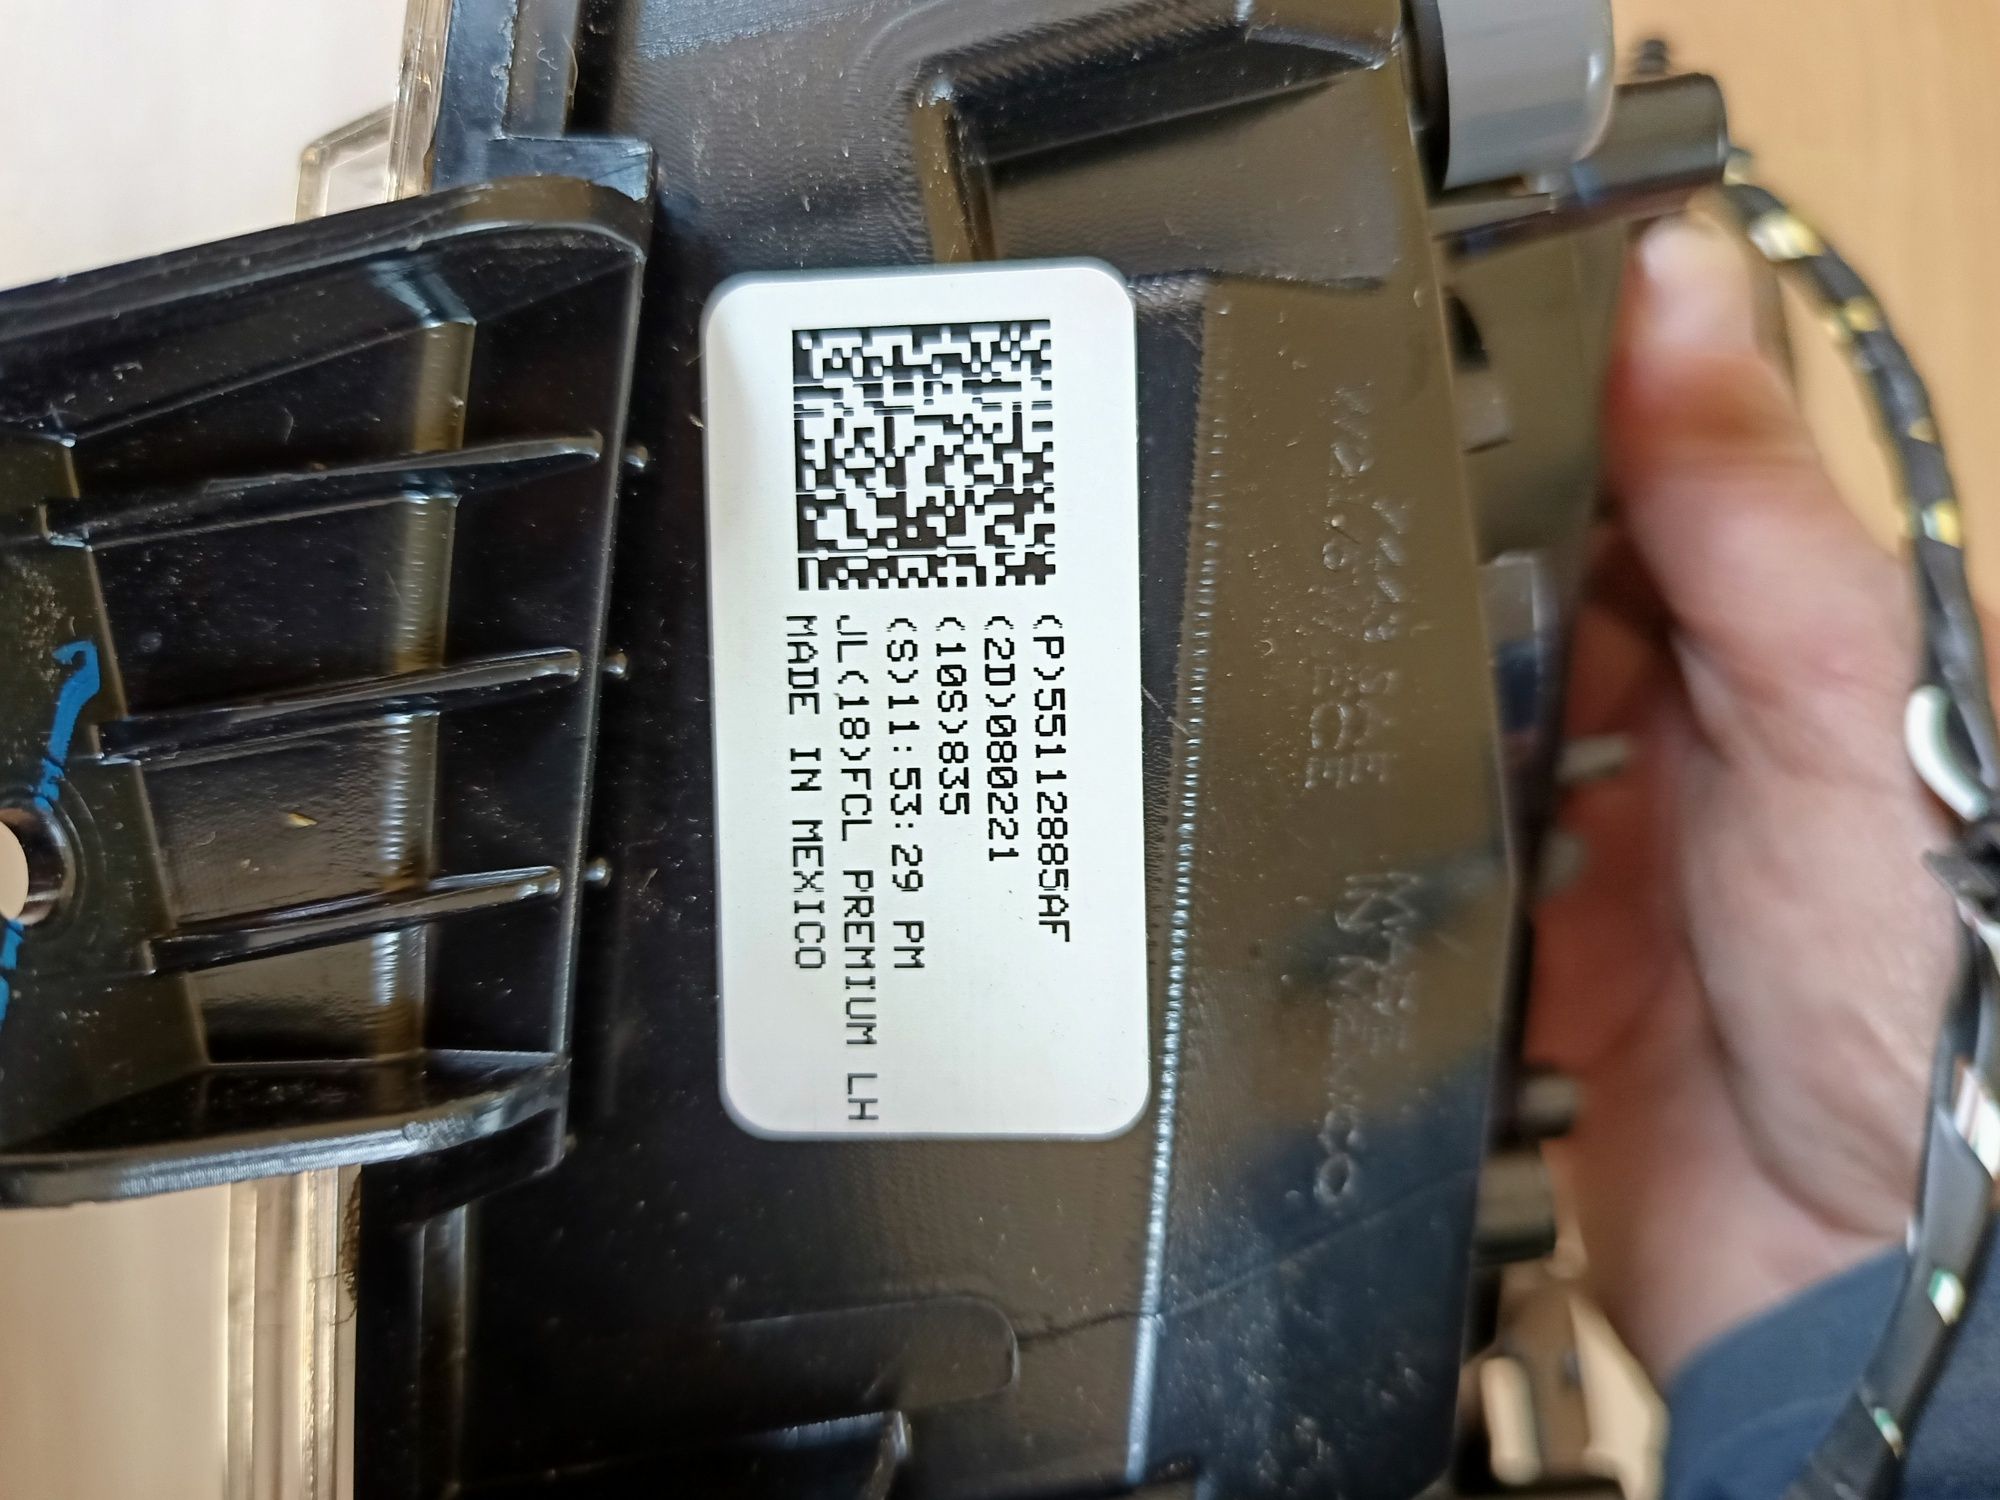 (P)55112885AF
(2D)080221
(10S)835
(S)11:53:29 PM
JL(18)FCL PREMIUM LH
MADE IN MEXICO